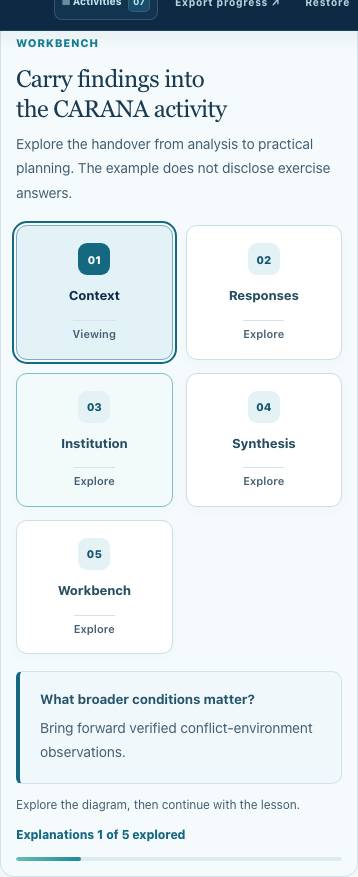 Activities 07 Export progress ↗ Restore
WORKBENCH
Carry findings into
the CARANA activity
Explore the handover from analysis to practical
planning. The example does not disclose exercise
answers.
01
Context
Viewing
02
Responses
Explore
03
Institution
Explore
04
Synthesis
Explore
05
Workbench
Explore
What broader conditions matter?
Bring forward verified conflict-environment
observations.
Explore the diagram, then continue with the lesson.
Explanations 1 of 5 explored